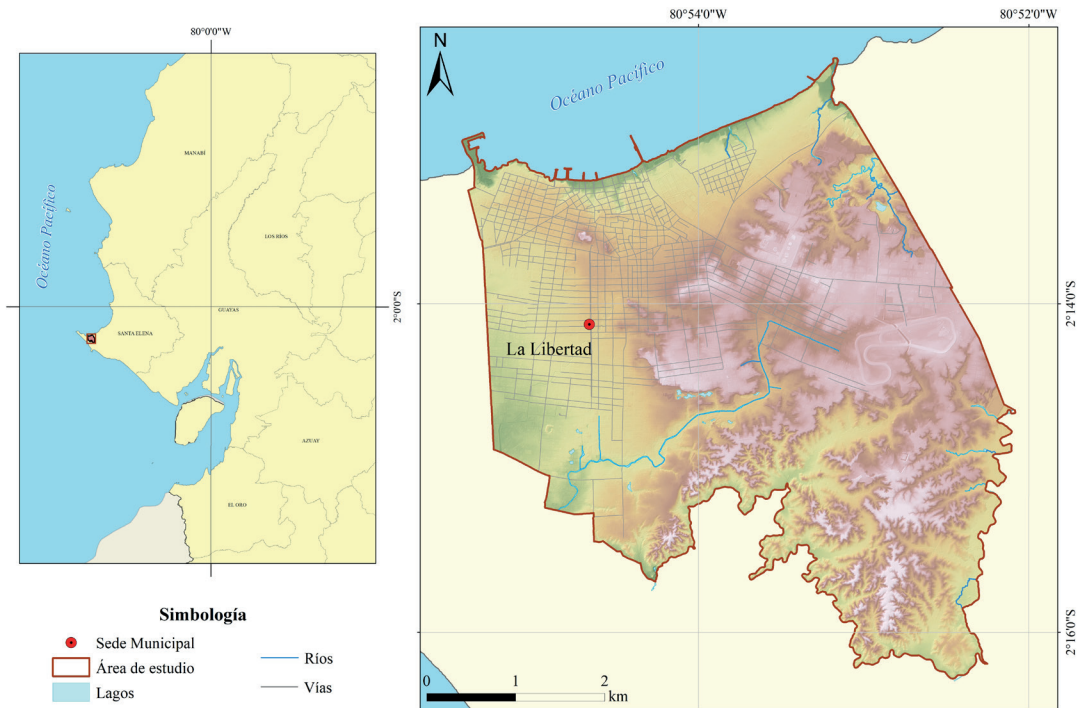 80°0'0"W
Océano Pacífico
MANABÍ
LOS RÍOS
GUAYAS
SANTA ELENA
AZUAY
EL ORO
2°0'0"S
Simbología
Sede Municipal
Área de estudio
Lagos
Ríos
Vías
80°54'0"W
80°52'0"W
N
Océano Pacífico
La Libertad
2°14'0"S
2°16'0"S
0 1 2
km